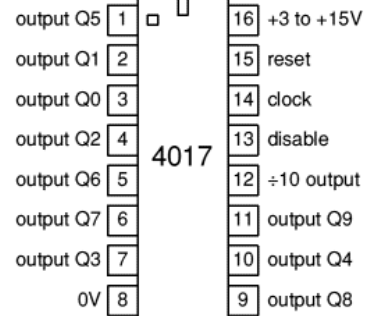 output Q5 1 16 +3 to +15V
output Q1 2 15 reset
output Q0 3 14 clock
output Q2 4 13 disable
4017
output Q6 5 12 ÷10 output
output Q7 6 11 output Q9
output Q3 7 10 output Q4
0V 8 9 output Q8